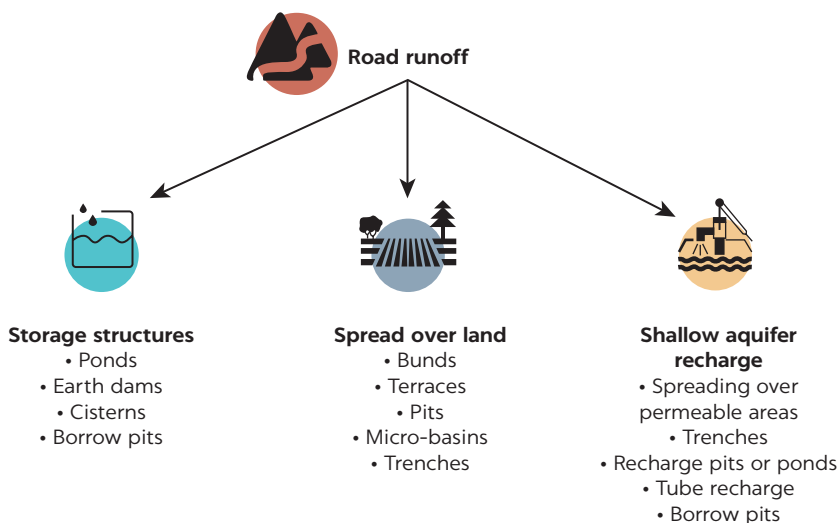 Road runoff
Storage structures
• Ponds
• Earth dams
• Cisterns
• Borrow pits
Spread over land
• Bunds
• Terraces
• Pits
• Micro-basins
• Trenches
Shallow aquifer
recharge
• Spreading over
permeable areas
• Trenches
• Recharge pits or ponds
• Tube recharge
• Borrow pits